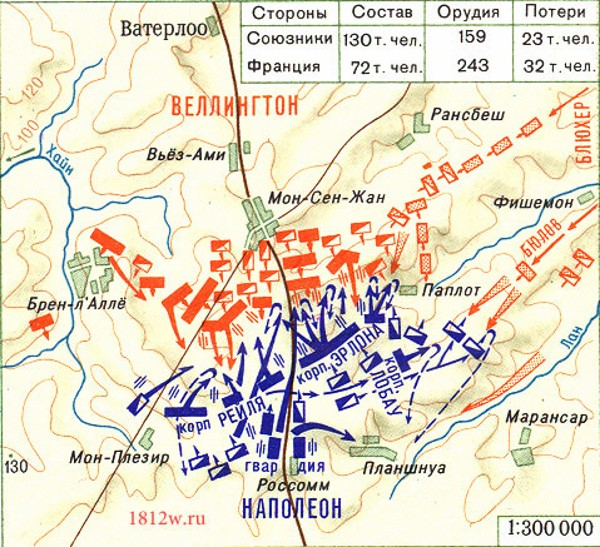 Стороны Состав Орудия Потери
Союзники 130 т. чел. 159 23 т. чел.
Франция 72 т. чел. 243 32 т. чел.
Ватерлоо
120
100
ВЕЛЛИНГТОН
Рансбеш
БЛЮХЕР
Хайн
Вьёз-Ами
Мон-Сен-Жан
Фишемон
БЮЛОВ
Брен-л'Аллё
Паплот
Лан
корп. ЭРЛОНА
корп. ЛОБАУ
корп РЕЙЛЯ
Марансар
130
Мон-Плезир
гвардия
Планшнуа
Россомм
НАПОЛЕОН
1812w.ru
1:300 000